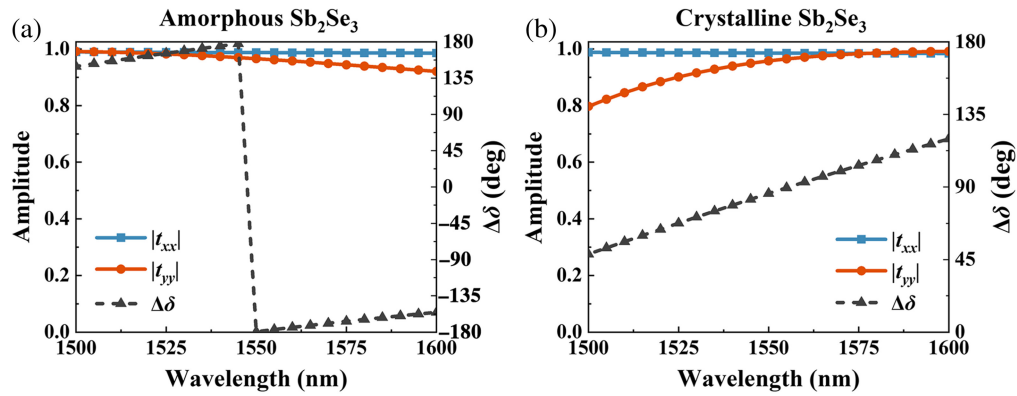 (a)
Amorphous Sb₂Se₃
1.0
0.8
0.6
0.4
0.2
0.0
Amplitude
|tₓₓ|
|t_yy|
Δδ
180
135
90
45
0
−45
−90
−135
−180
Δδ (deg)
1500
1525
1550
1575
1600
Wavelength (nm)
(b)
Crystalline Sb₂Se₃
1.0
0.8
0.6
0.4
0.2
0.0
Amplitude
|tₓₓ|
|t_yy|
Δδ
180
135
90
45
0
Δδ (deg)
1500
1525
1550
1575
1600
Wavelength (nm)